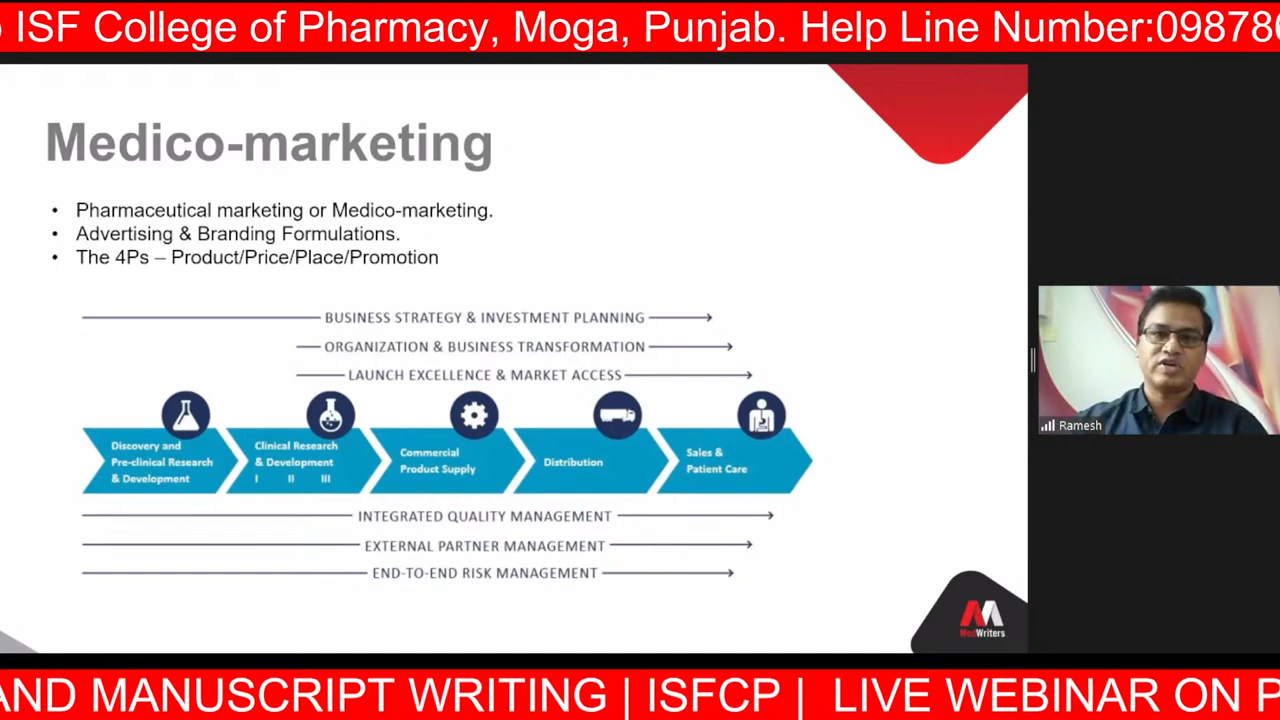 ISF College of Pharmacy, Moga, Punjab. Help Line Number:09878
Medico-marketing
• Pharmaceutical marketing or Medico-marketing.
• Advertising & Branding Formulations.
• The 4Ps – Product/Price/Place/Promotion
BUSINESS STRATEGY & INVESTMENT PLANNING
ORGANIZATION & BUSINESS TRANSFORMATION
LAUNCH EXCELLENCE & MARKET ACCESS
Discovery and
Pre-clinical Research
& Development
Clinical Research
& Development
I II III
Commercial
Product Supply
Distribution
Sales &
Patient Care
INTEGRATED QUALITY MANAGEMENT
EXTERNAL PARTNER MANAGEMENT
END-TO-END RISK MANAGEMENT
MedWriters
Ramesh
AND MANUSCRIPT WRITING | ISFCP | LIVE WEBINAR ON P